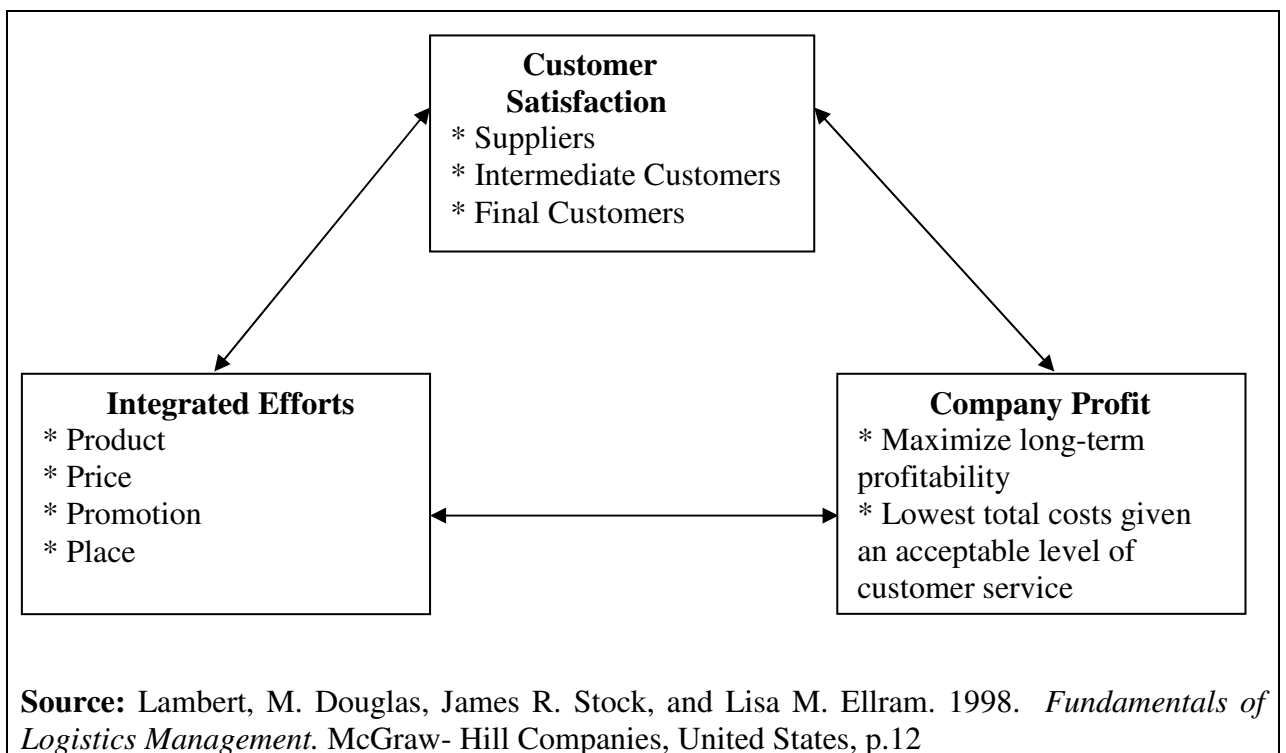 Customer
Satisfaction
* Suppliers
* Intermediate Customers
* Final Customers
Integrated Efforts
* Product
* Price
* Promotion
* Place
Company Profit
* Maximize long-term
profitability
* Lowest total costs given
an acceptable level of
customer service
Source: Lambert, M. Douglas, James R. Stock, and Lisa M. Ellram. 1998. Fundamentals of
Logistics Management. McGraw- Hill Companies, United States, p.12